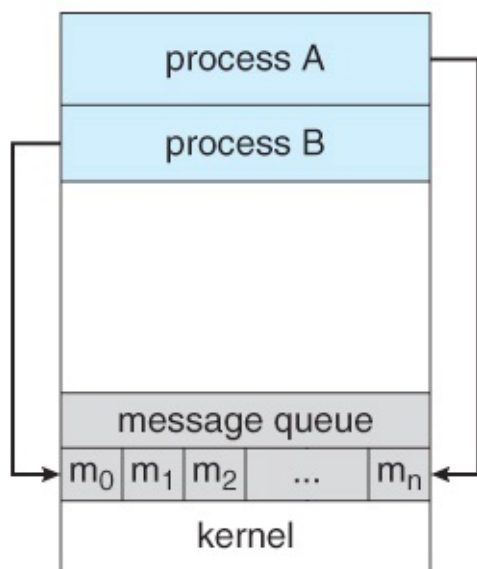 process A
process B
message queue
m₀ m₁ m₂ ... mₙ
kernel